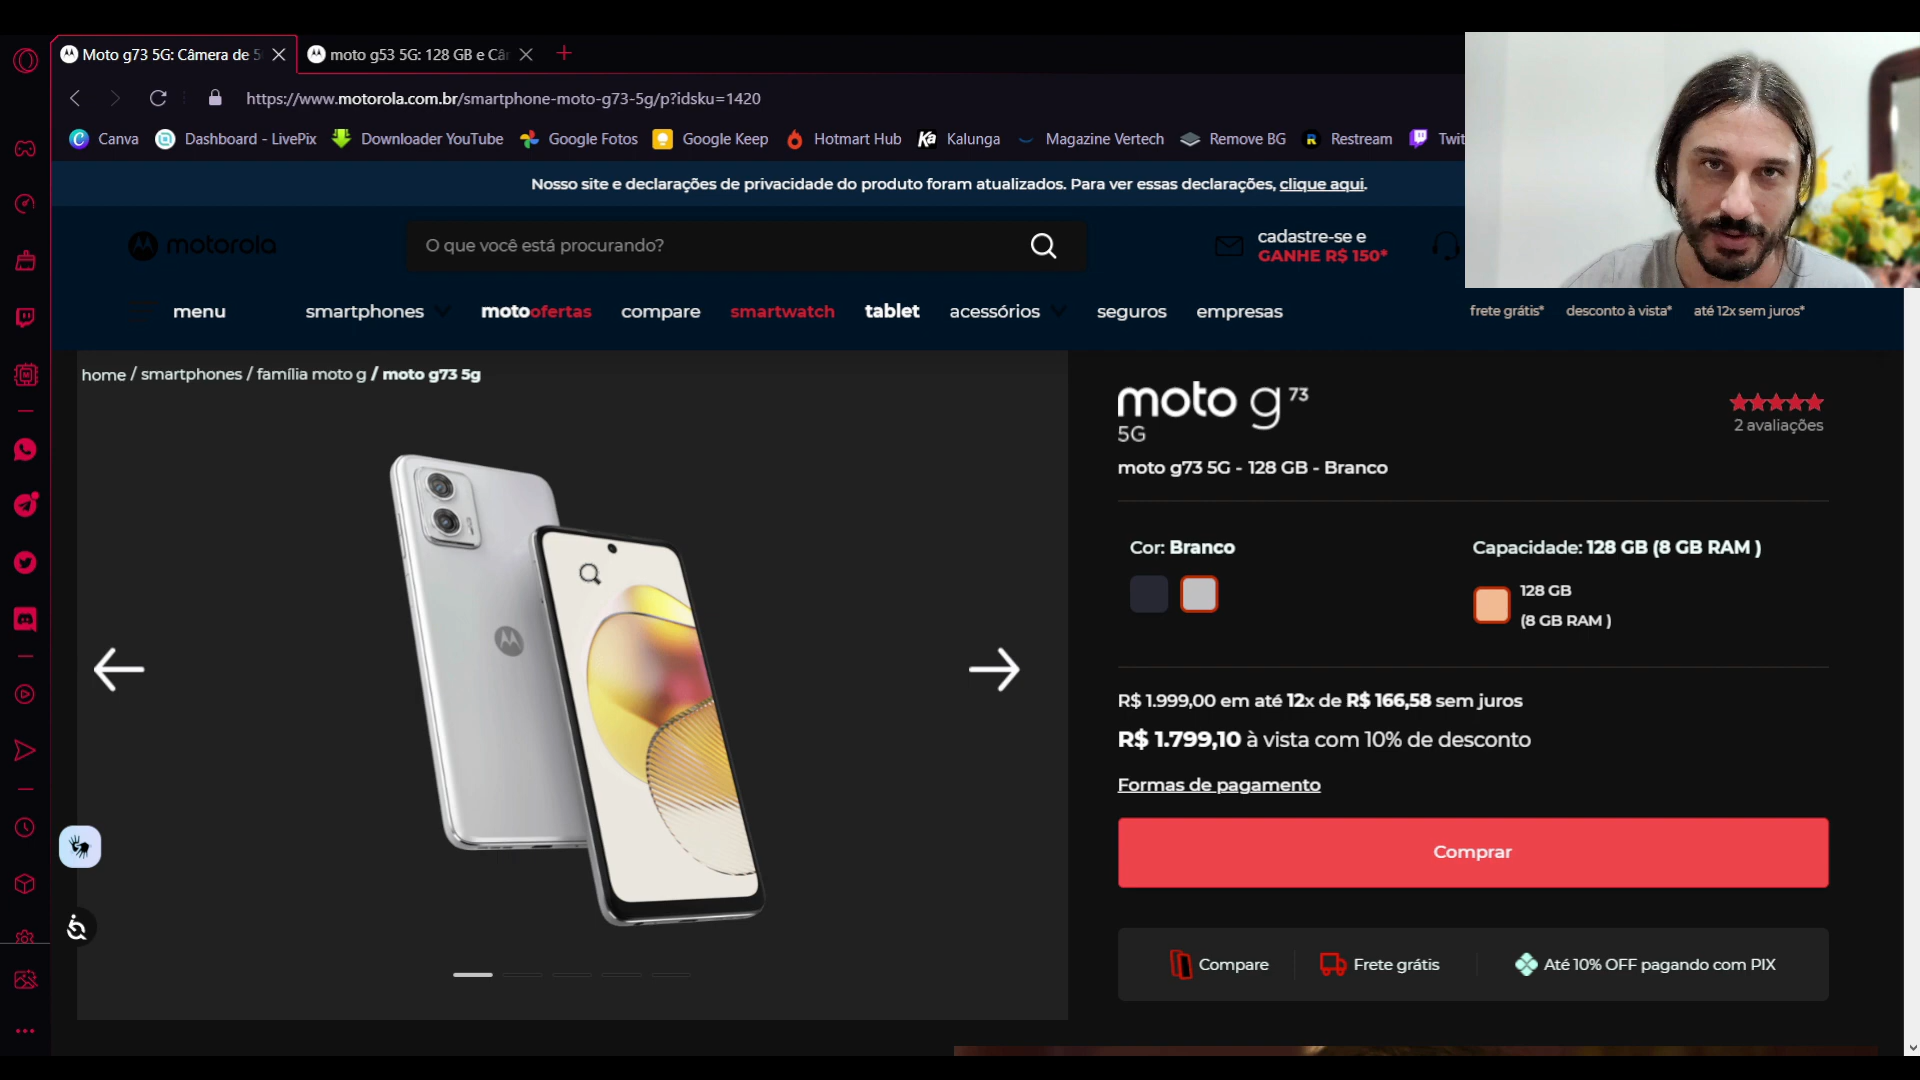 Moto g73 5G: Câmera de 5
moto g53 5G: 128 GB e Câ
https://www.motorola.com.br/smartphone-moto-g73-5g/p?idsku=1420
Canva
Dashboard - LivePix
Downloader YouTube
Google Fotos
Google Keep
Hotmart Hub
Ka Kalunga
Magazine Vertech
Remove BG
R Restream
Twit
Nosso site e declarações de privacidade do produto foram atualizados. Para ver essas declarações, clique aqui.
motorola
O que você está procurando?
cadastre-se e
GANHE R$ 150*
menu
smartphones
motoofertas
compare
smartwatch
tablet
acessórios
seguros
empresas
frete grátis*
desconto à vista*
até 12x sem juros*
home / smartphones / família moto g / moto g73 5g
moto g 73
5G
2 avaliações
moto g73 5G - 128 GB - Branco
Cor: Branco
Capacidade: 128 GB (8 GB RAM )
128 GB
(8 GB RAM )
R$ 1.999,00 em até 12x de R$ 166,58 sem juros
R$ 1.799,10 à vista com 10% de desconto
Formas de pagamento
Comprar
Compare
Frete grátis
Até 10% OFF pagando com PIX